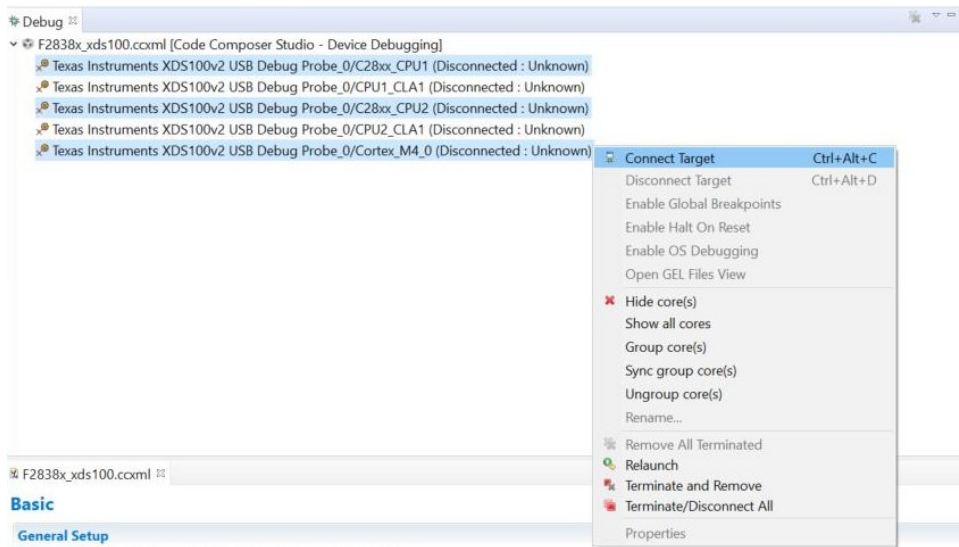 Debug
F2838x_xds100.ccxml [Code Composer Studio - Device Debugging]
Texas Instruments XDS100v2 USB Debug Probe_0/C28xx_CPU1 (Disconnected : Unknown)
Texas Instruments XDS100v2 USB Debug Probe_0/CPU1_CLA1 (Disconnected : Unknown)
Texas Instruments XDS100v2 USB Debug Probe_0/C28xx_CPU2 (Disconnected : Unknown)
Texas Instruments XDS100v2 USB Debug Probe_0/CPU2_CLA1 (Disconnected : Unknown)
Texas Instruments XDS100v2 USB Debug Probe_0/Cortex_M4_0 (Disconnected : Unknown)
Connect Target Ctrl+Alt+C
Disconnect Target Ctrl+Alt+D
Enable Global Breakpoints
Enable Halt On Reset
Enable OS Debugging
Open GEL Files View
Hide core(s)
Show all cores
Group core(s)
Sync group core(s)
Ungroup core(s)
Rename...
Remove All Terminated
Relaunch
Terminate and Remove
Terminate/Disconnect All
Properties
F2838x_xds100.ccxml
Basic
General Setup